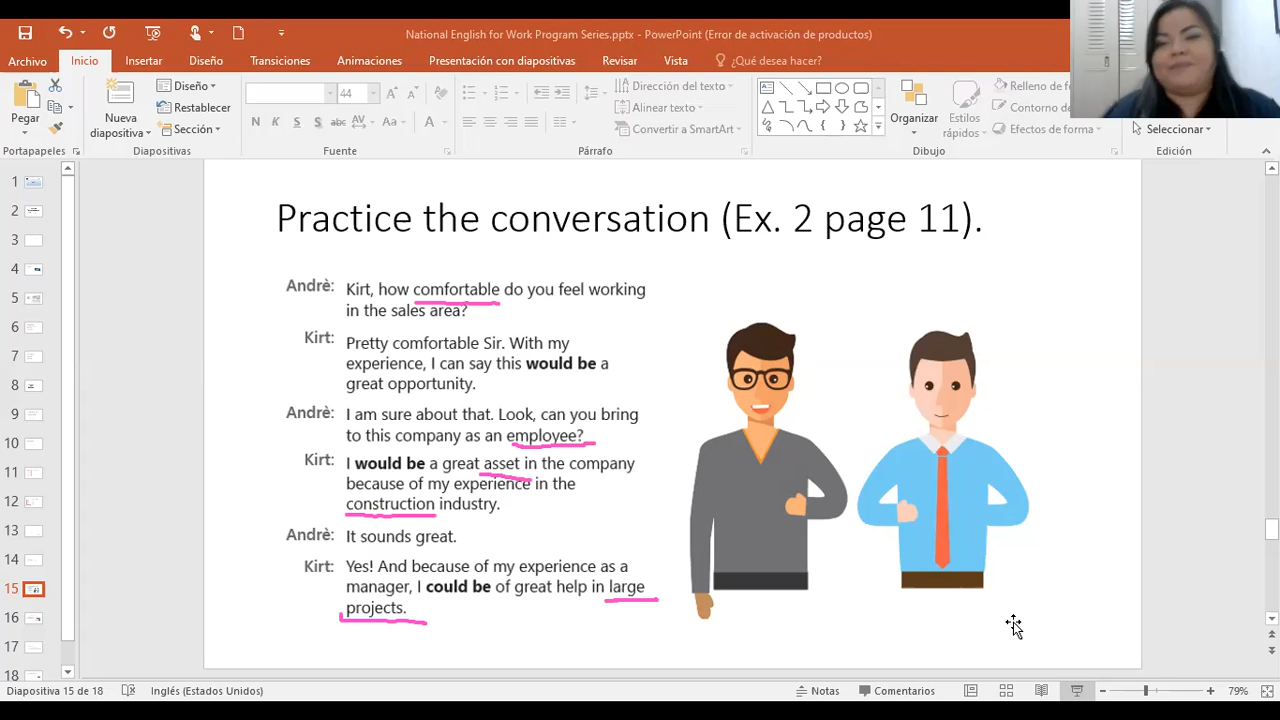 National English for Work Program Series.pptx - PowerPoint (Error de activación de productos)
Archivo
Inicio
Insertar
Diseño
Transiciones
Animaciones
Presentación con diapositivas
Revisar
Vista
¿Qué desea hacer?
Pegar
Nueva
diapositiva
Diseño
Restablecer
Sección
44
N K S S abc AV Aa A
Dirección del texto
Alinear texto
Convertir a SmartArt
Organizar
Estilos
rápidos
Relleno de f
Contorno de
Efectos de forma
Seleccionar
Portapapeles
Diapositivas
Fuente
Párrafo
Dibujo
Edición
1
2
3
4
5
6
7
8
9
10
11
12
13
14
15
16
17
18
Practice the conversation (Ex. 2 page 11).
Andrè: Kirt, how comfortable do you feel working
in the sales area?
Kirt: Pretty comfortable Sir. With my
experience, I can say this would be a
great opportunity.
Andrè: I am sure about that. Look, can you bring
to this company as an employee?
Kirt: I would be a great asset in the company
because of my experience in the
construction industry.
Andrè: It sounds great.
Kirt: Yes! And because of my experience as a
manager, I could be of great help in large
projects.
Diapositiva 15 de 18
Inglés (Estados Unidos)
Notas
Comentarios
79%